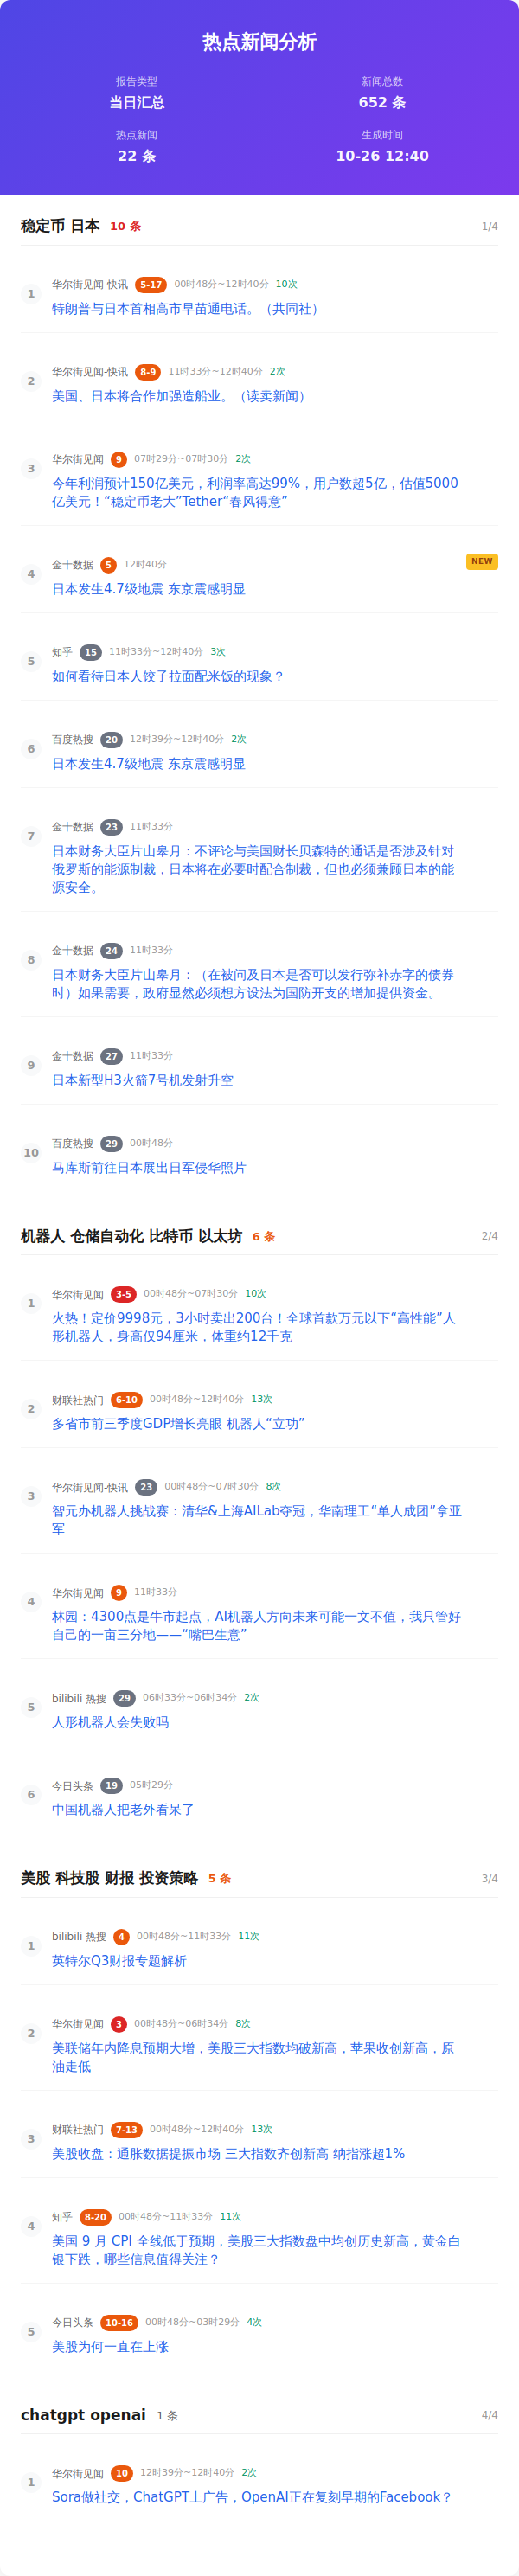 热点新闻分析
报告类型
新闻总数
当日汇总
652 条
热点新闻
生成时间
22 条
10-26 12:40
稳定币 日本 10 条 1/4
1
华尔街见闻-快讯 5-17 00时48分~12时40分 10次
特朗普与日本首相高市早苗通电话。（共同社）
2
华尔街见闻-快讯 8-9 11时33分~12时40分 2次
美国、日本将合作加强造船业。（读卖新闻）
3
华尔街见闻 9 07时29分~07时30分 2次
今年利润预计150亿美元，利润率高达99%，用户数超5亿，估值5000
亿美元！“稳定币老大”Tether“春风得意”
4
金十数据 5 12时40分
NEW
日本发生4.7级地震 东京震感明显
5
知乎 15 11时33分~12时40分 3次
如何看待日本人饺子拉面配米饭的现象？
6
百度热搜 20 12时39分~12时40分 2次
日本发生4.7级地震 东京震感明显
7
金十数据 23 11时33分
日本财务大臣片山皋月：不评论与美国财长贝森特的通话是否涉及针对
俄罗斯的能源制裁，日本将在必要时配合制裁，但也必须兼顾日本的能
源安全。
8
金十数据 24 11时33分
日本财务大臣片山皋月：（在被问及日本是否可以发行弥补赤字的债券
时）如果需要，政府显然必须想方设法为国防开支的增加提供资金。
9
金十数据 27 11时33分
日本新型H3火箭7号机发射升空
10
百度热搜 29 00时48分
马库斯前往日本展出日军侵华照片
机器人 仓储自动化 比特币 以太坊 6 条 2/4
1
华尔街见闻 3-5 00时48分~07时30分 10次
火热！定价9998元，3小时卖出200台！全球首款万元以下“高性能”人
形机器人，身高仅94厘米，体重约12千克
2
财联社热门 6-10 00时48分~12时40分 13次
多省市前三季度GDP增长亮眼 机器人“立功”
3
华尔街见闻-快讯 23 00时48分~07时30分 8次
智元办机器人挑战赛：清华&上海AILab夺冠，华南理工“单人成团”拿亚
军
4
华尔街见闻 9 11时33分
林园：4300点是牛市起点，AI机器人方向未来可能一文不值，我只管好
自己的一亩三分地——“嘴巴生意”
5
bilibili 热搜 29 06时33分~06时34分 2次
人形机器人会失败吗
6
今日头条 19 05时29分
中国机器人把老外看呆了
美股 科技股 财报 投资策略 5 条 3/4
1
bilibili 热搜 4 00时48分~11时33分 11次
英特尔Q3财报专题解析
2
华尔街见闻 3 00时48分~06时34分 8次
美联储年内降息预期大增，美股三大指数均破新高，苹果收创新高，原
油走低
3
财联社热门 7-13 00时48分~12时40分 13次
美股收盘：通胀数据提振市场 三大指数齐创新高 纳指涨超1%
4
知乎 8-20 00时48分~11时33分 11次
美国 9 月 CPI 全线低于预期，美股三大指数盘中均创历史新高，黄金白
银下跌，哪些信息值得关注？
5
今日头条 10-16 00时48分~03时29分 4次
美股为何一直在上涨
chatgpt openai 1 条 4/4
1
华尔街见闻 10 12时39分~12时40分 2次
Sora做社交，ChatGPT上广告，OpenAI正在复刻早期的Facebook？